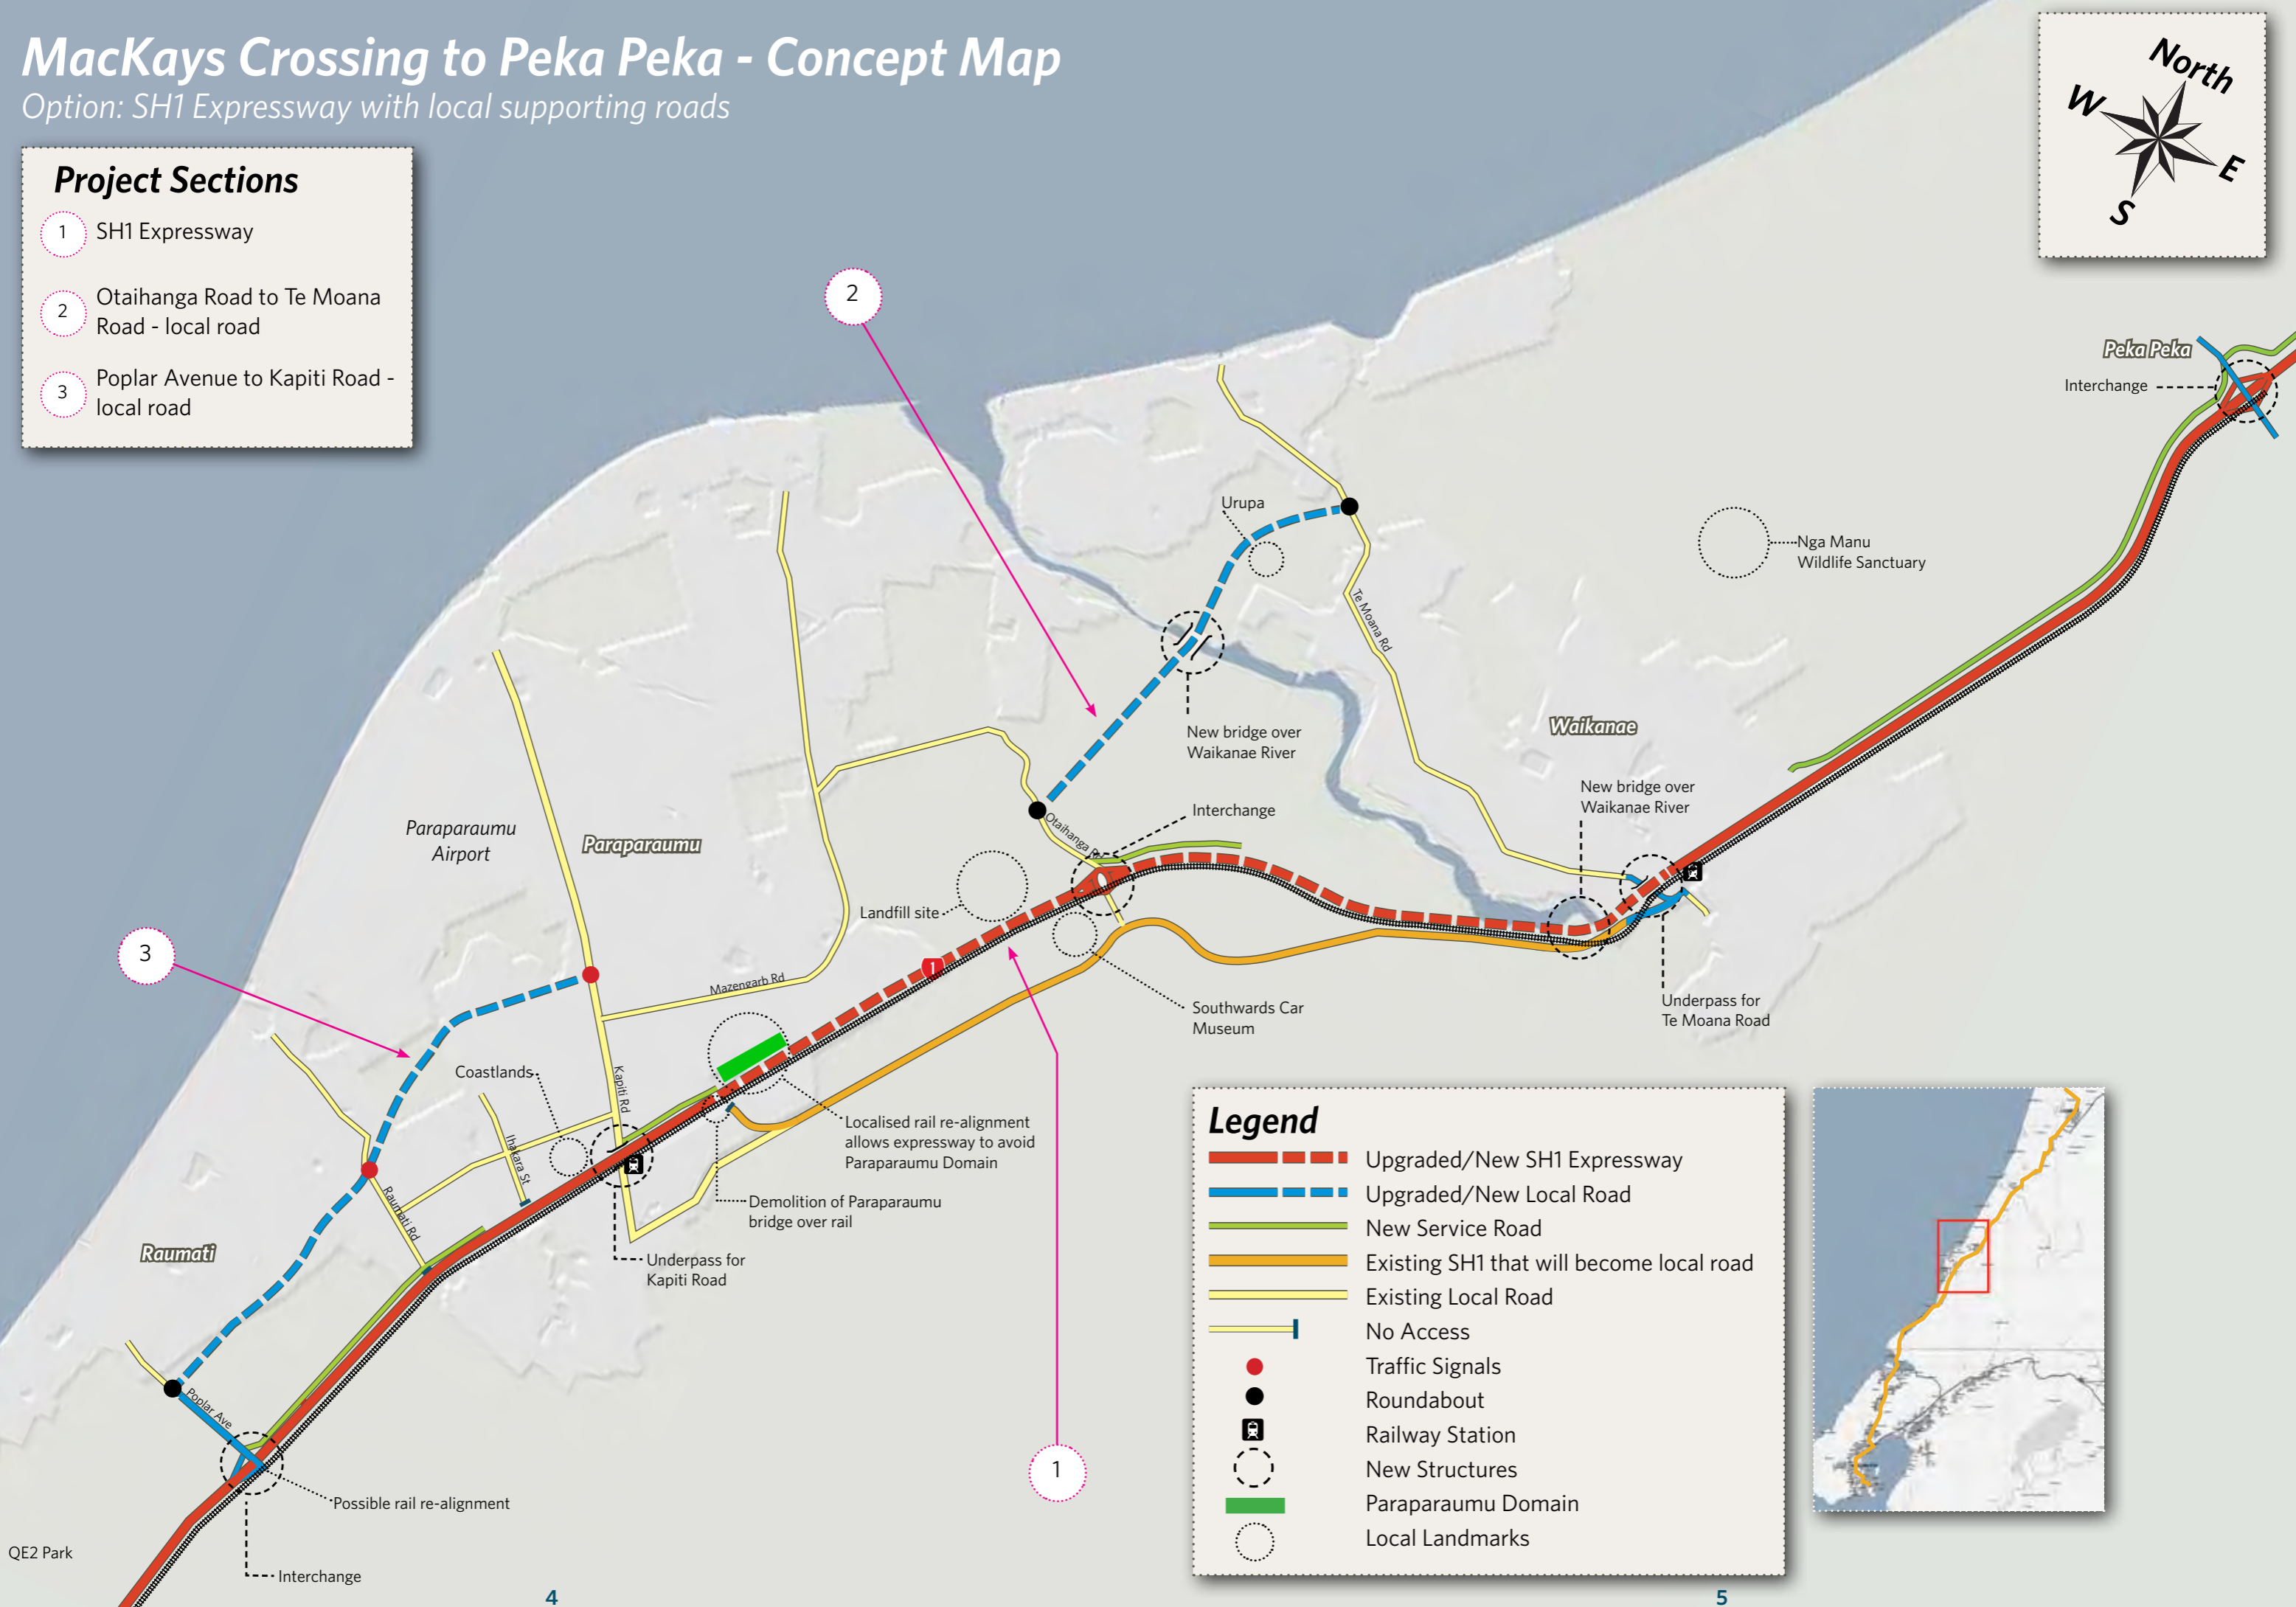 MacKays Crossing to Peka Peka - Concept Map
Option: SH1 Expressway with local supporting roads
North
W
E
S
Project Sections
1 SH1 Expressway
2 Otaihanga Road to Te Moana
Road - local road
3 Poplar Avenue to Kapiti Road -
local road
2
Peka Peka
Interchange
Urupa
Nga Manu
Wildlife Sanctuary
Te Moana Rd
New bridge over
Waikanae River
Waikanae
New bridge over
Waikanae River
Interchange
Otaihanga Rd
Paraparaumu
Airport
Paraparaumu
Landfill site
3
1
Mazengarb Rd
Southwards Car
Museum
Underpass for
Te Moana Road
Coastlands
Kapiti Rd
Ihakara St
Localised rail re-alignment
allows expressway to avoid
Paraparaumu Domain
Demolition of Paraparaumu
bridge over rail
Raumati Rd
Raumati
Underpass for
Kapiti Road
Poplar Ave
1
Possible rail re-alignment
QE2 Park
Interchange
Legend
Upgraded/New SH1 Expressway
Upgraded/New Local Road
New Service Road
Existing SH1 that will become local road
Existing Local Road
No Access
Traffic Signals
Roundabout
Railway Station
New Structures
Paraparaumu Domain
Local Landmarks
4
5